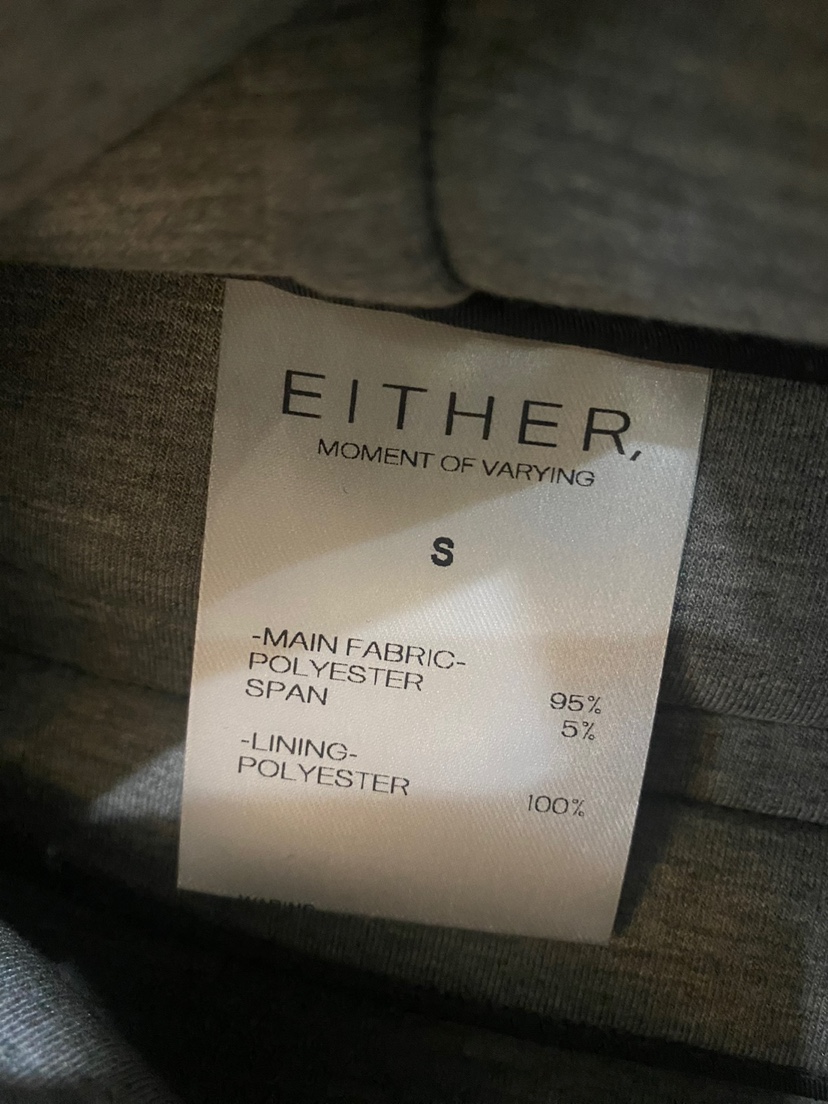 EITHER,
MOMENT OF VARYING
S
-MAIN FABRIC-
POLYESTER 95%
SPAN 5%
-LINING-
POLYESTER 100%